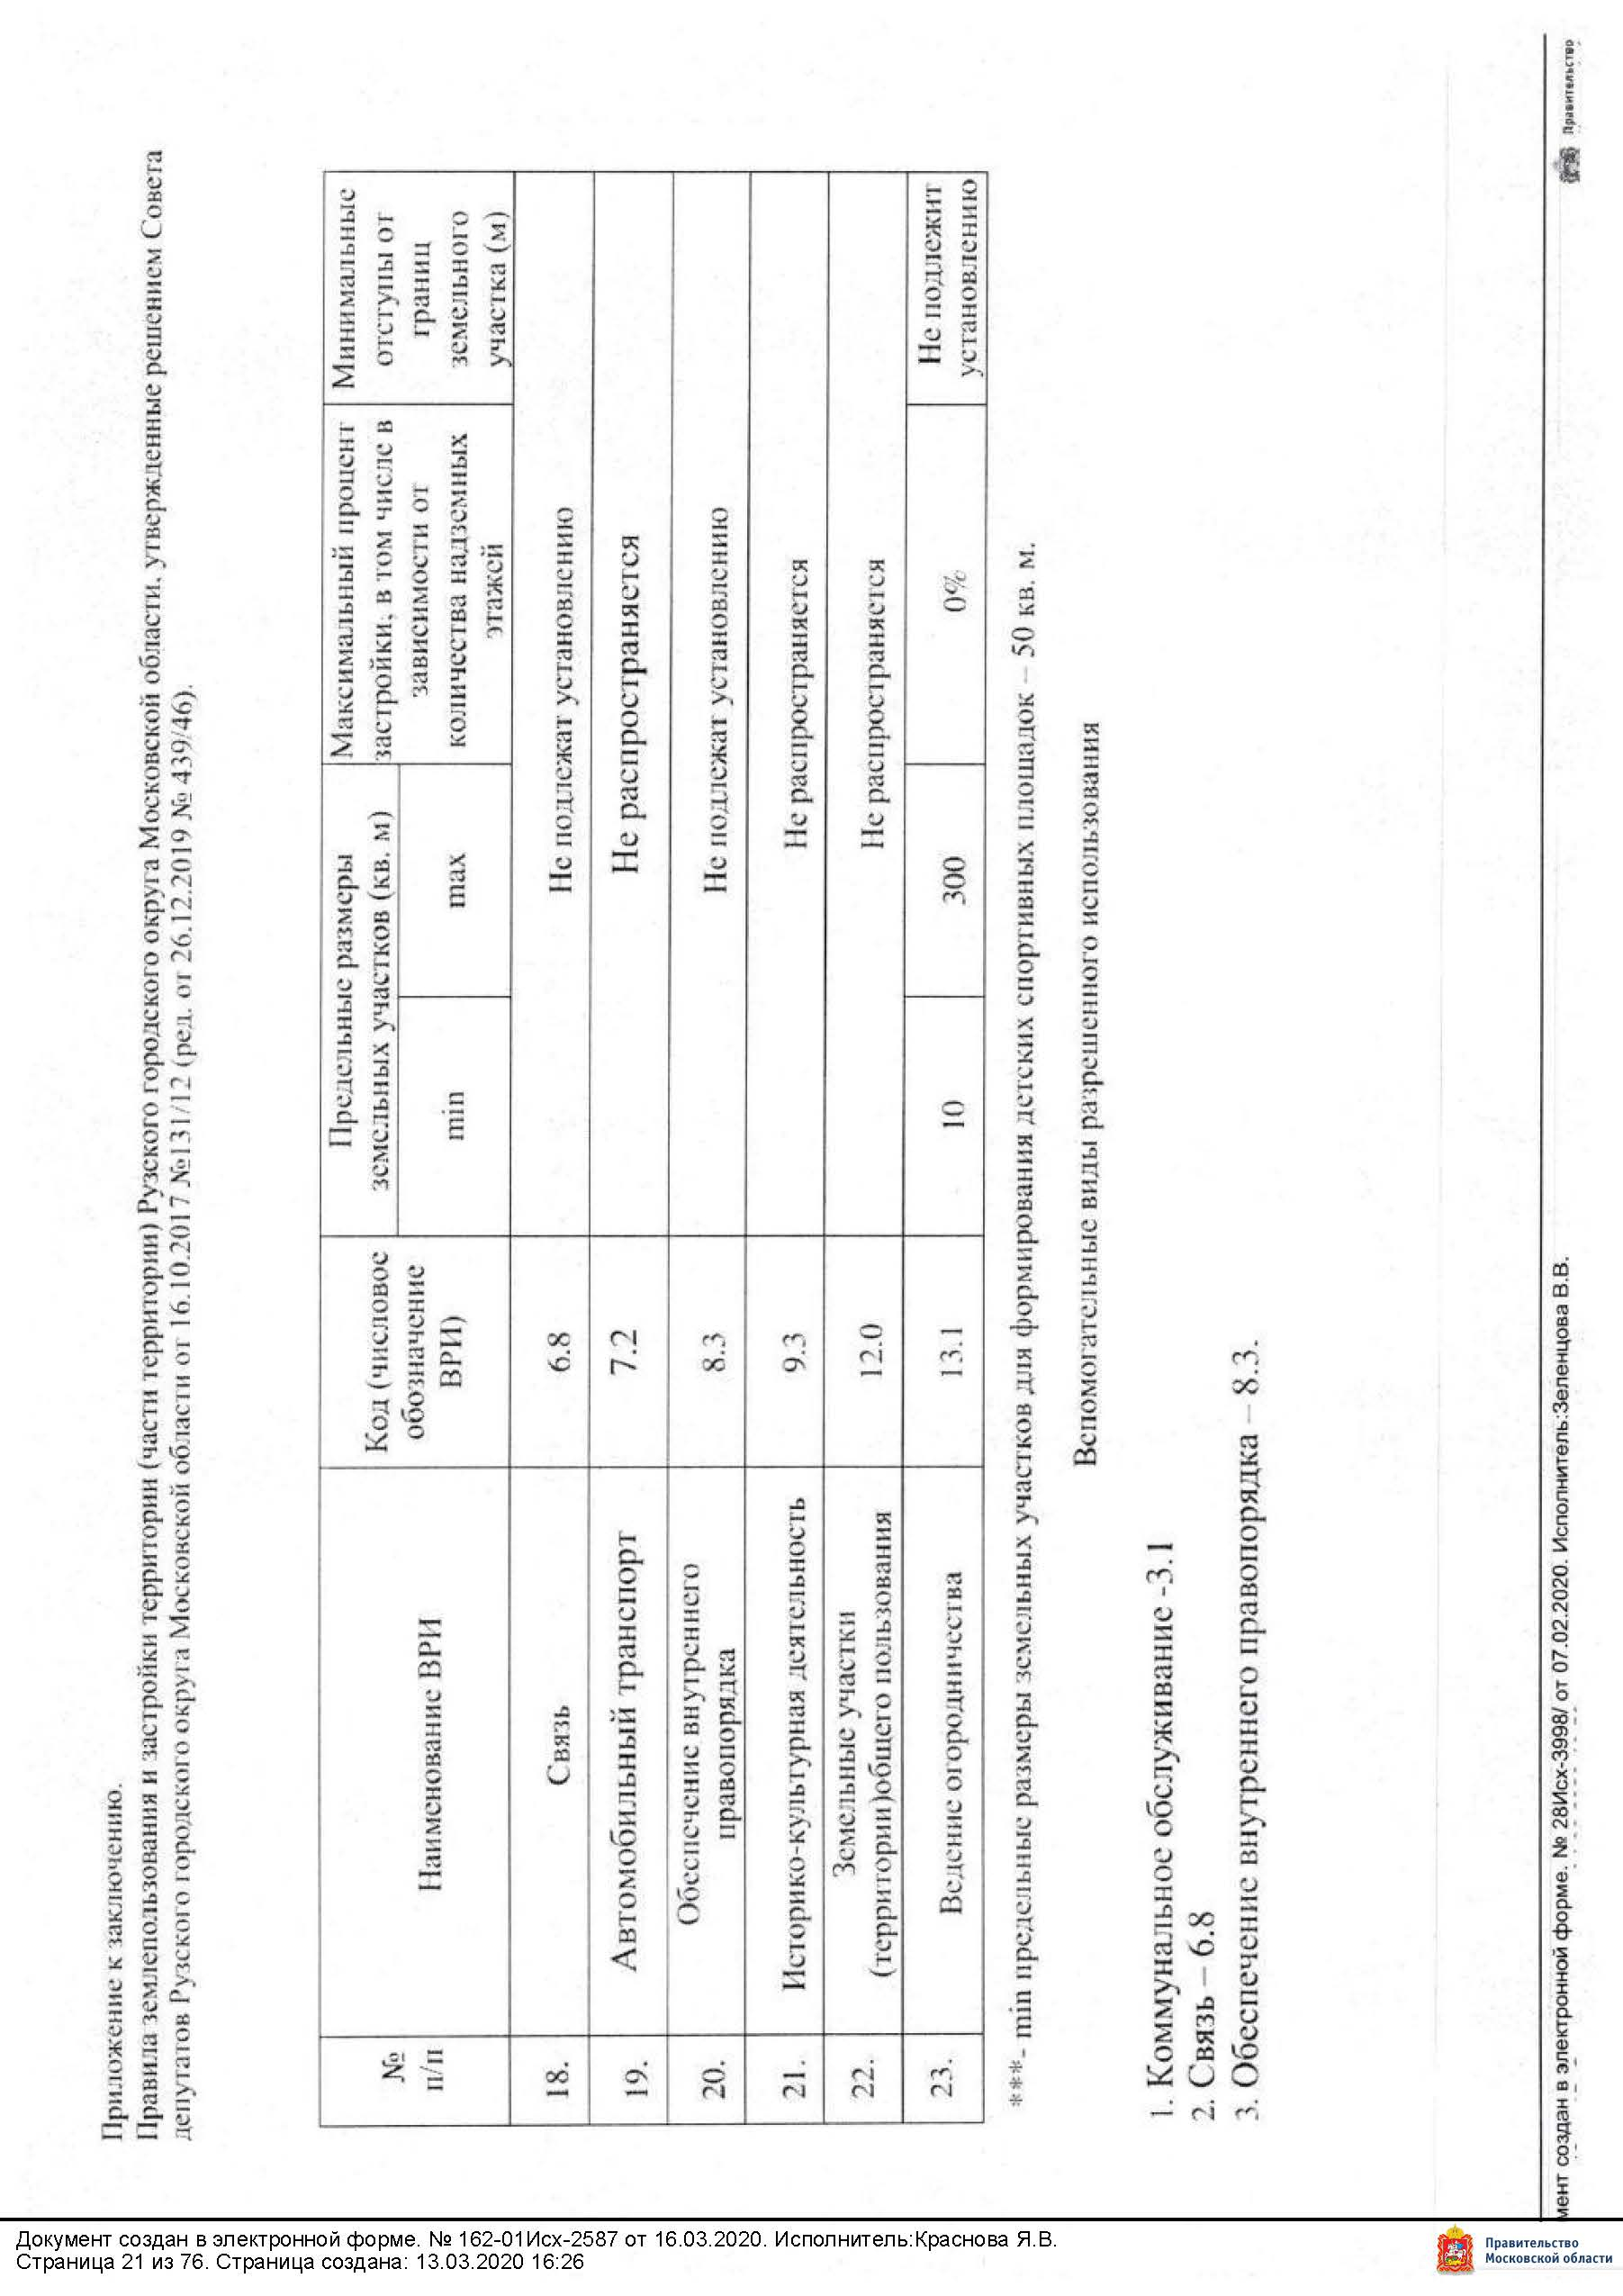 Приложение к заключению.
Правила землепользования и застройки территории (части территории) Рузского городского округа Московской области, утвержденные решением Совета
депутатов Рузского городского округа Московской области от 16.10.2017 №131/12 (ред. от 26.12.2019 № 439/46).
№ п/п
Наименование ВРИ
Код (числовое
обозначение
ВРИ)
Предельные размеры
земельных участков (кв. м)
min
max
Максимальный процент
застройки, в том числе в
зависимости от
количества надземных
этажей
Минимальные
отступы от
границ
земельного
участка (м)
18. Связь 6.8 Не подлежат установлению
19. Автомобильный транспорт 7.2 Не распространяется
20. Обеспечение внутреннего
правопорядка 8.3 Не подлежат установлению
21. Историко-культурная деятельность 9.3 Не распространяется
22. Земельные участки
(территории)общего пользования 12.0 Не распространяется
23. Ведение огородничества 13.1 10 300 0% Не подлежит
установлению
***- min предельные размеры земельных участков для формирования детских спортивных площадок – 50 кв. м.
Вспомогательные виды разрешенного использования
1. Коммунальное обслуживание -3.1
2. Связь – 6.8
3. Обеспечение внутреннего правопорядка – 8.3.
мент создан в электронной форме. № 28Исх-3998/ от 07.02.2020. Исполнитель:Зеленцова В.В.
Правительство
Документ создан в электронной форме. № 162-01Исх-2587 от 16.03.2020. Исполнитель:Краснова Я.В.
Страница 21 из 76. Страница создана: 13.03.2020 16:26
Правительство
Московской области